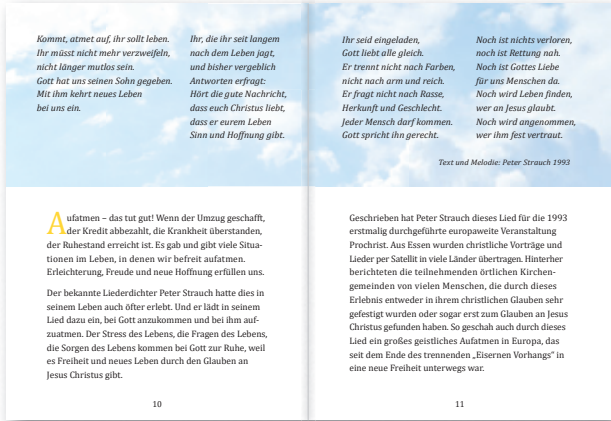 Kommt, atmet auf, ihr sollt leben.
Ihr müsst nicht mehr verzweifeln,
nicht länger mutlos sein.
Gott hat uns seinen Sohn gegeben.
Mit ihm kehrt neues Leben
bei uns ein.
Ihr, die ihr seit langem
nach dem Leben jagt,
und bisher vergeblich
Antworten erfragt:
Hört die gute Nachricht,
dass euch Christus liebt,
dass er eurem Leben
Sinn und Hoffnung gibt.
Ihr seid eingeladen,
Gott liebt alle gleich.
Er trennt nicht nach Farben,
nicht nach arm und reich.
Er fragt nicht nach Rasse,
Herkunft und Geschlecht.
Jeder Mensch darf kommen.
Gott spricht ihn gerecht.
Noch ist nichts verloren,
noch ist Rettung nah.
Noch ist Gottes Liebe
für uns Menschen da.
Noch wird Leben finden,
wer an Jesus glaubt.
Noch wird angenommen,
wer ihm fest vertraut.
Text und Melodie: Peter Strauch 1993
Aufatmen – das tut gut! Wenn der Umzug geschafft,
der Kredit abbezahlt, die Krankheit überstanden,
der Ruhestand erreicht ist. Es gab und gibt viele Situa-
tionen im Leben, in denen wir befreit aufatmen.
Erleichterung, Freude und neue Hoffnung erfüllen uns.
Der bekannte Liederdichter Peter Strauch hatte dies in
seinem Leben auch öfter erlebt. Und er lädt in seinem
Lied dazu ein, bei Gott anzukommen und bei ihm auf-
zuatmen. Der Stress des Lebens, die Fragen des Lebens,
die Sorgen des Lebens kommen bei Gott zur Ruhe, weil
es Freiheit und neues Leben durch den Glauben an
Jesus Christus gibt.
10
Geschrieben hat Peter Strauch dieses Lied für die 1993
erstmalig durchgeführte europaweite Veranstaltung
Prochrist. Aus Essen wurden christliche Vorträge und
Lieder per Satellit in viele Länder übertragen. Hinterher
berichteten die teilnehmenden örtlichen Kirchen-
gemeinden von vielen Menschen, die durch dieses
Erlebnis entweder in ihrem christlichen Glauben sehr
gefestigt wurden oder sogar erst zum Glauben an Jesus
Christus gefunden haben. So geschah auch durch dieses
Lied ein großes geistliches Aufatmen in Europa, das
seit dem Ende des trennenden „Eisernen Vorhangs“ in
eine neue Freiheit unterwegs war.
11